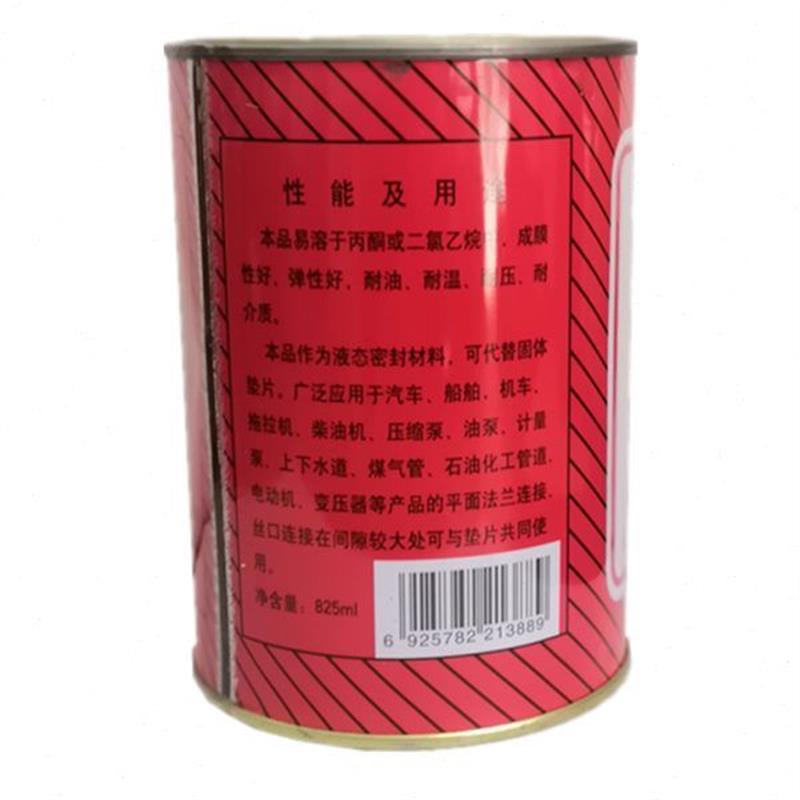 性能及用途
本品易溶于丙酮或二氯乙烷中，成膜
性好、弹性好、耐油、耐温、耐压、耐
介质。
本品作为液态密封材料，可代替固体
垫片。广泛应用于汽车、船舶、机车、
拖拉机、柴油机、压缩泵、油泵、计量
泵、上下水道、煤气管、石油化工管道、
电动机、变压器等产品的平面法兰连接、
丝口连接在间隙较大处可与垫片共同使
用。
净含量：825ml
6 925782 213889